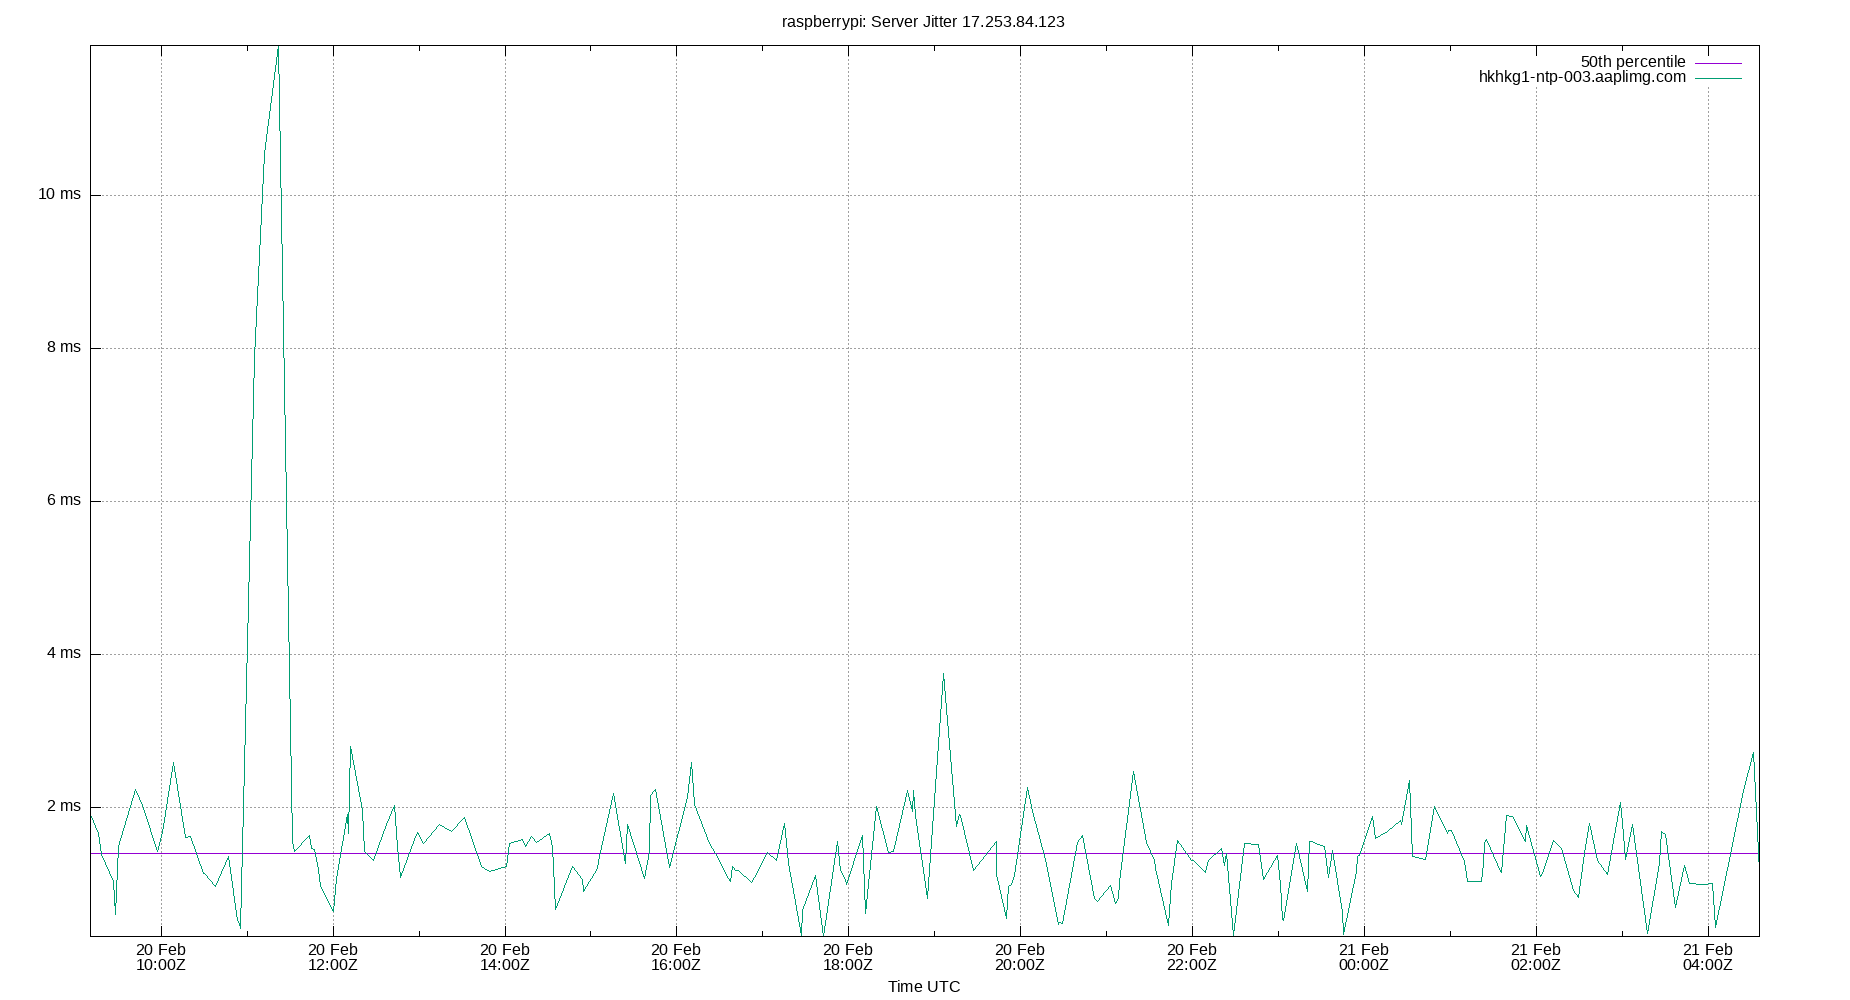 raspberrypi: Server Jitter 17.253.84.123
50th percentile
hkhkg1-ntp-003.aaplimg.com
10 ms
8 ms
6 ms
4 ms
2 ms
20 Feb 20 Feb 20 Feb 20 Feb 20 Feb 20 Feb 20 Feb 21 Feb 21 Feb 21 Feb
10:00Z 12:00Z 14:00Z 16:00Z 18:00Z 20:00Z 22:00Z 00:00Z 02:00Z 04:00Z
Time UTC